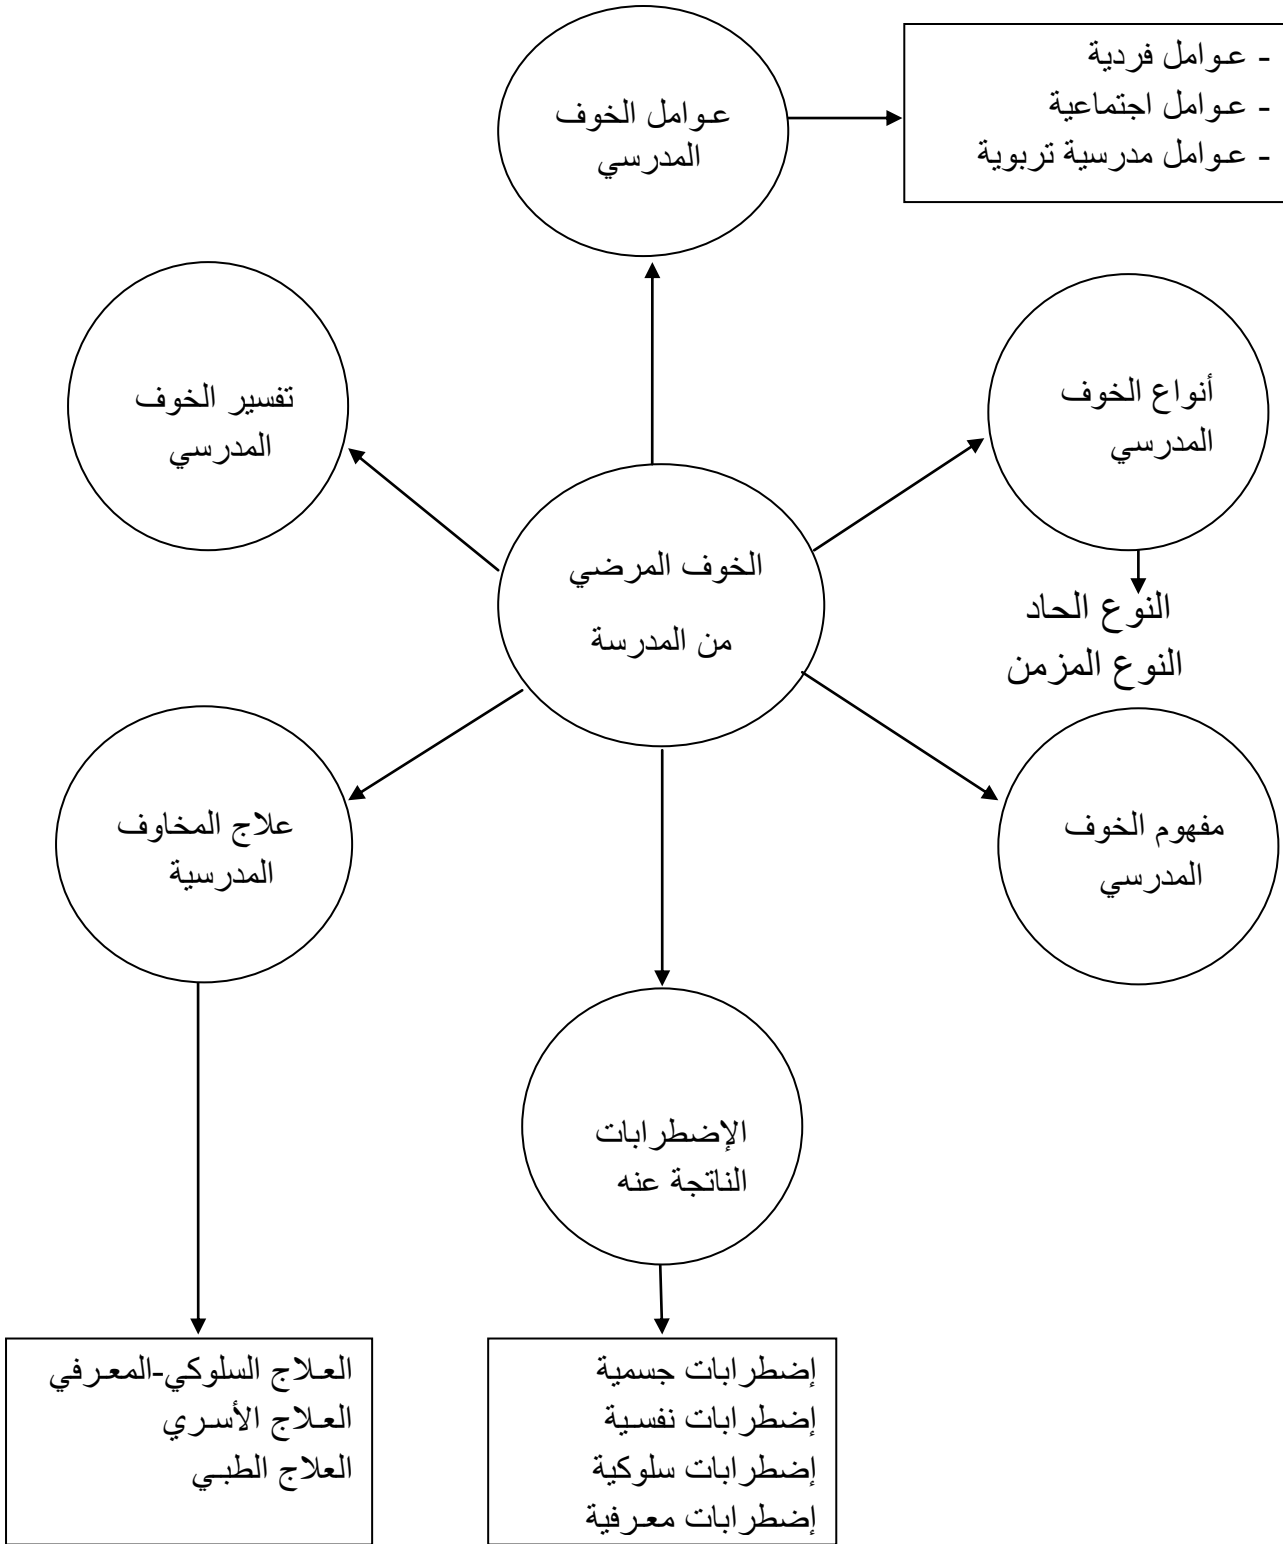 عوامل الخوف
المدرسي
- عوامل فردية
- عوامل اجتماعية
- عوامل مدرسية تربوية
أنواع الخوف
المدرسي
تفسير الخوف
المدرسي
الخوف المرضي
من المدرسة
النوع الحاد
النوع المزمن
مفهوم الخوف
المدرسي
علاج المخاوف
المدرسية
الإضطرابات
الناتجة عنه
إضطرابات جسمية
إضطرابات نفسية
إضطرابات سلوكية
إضطرابات معرفية
العلاج السلوكي-المعرفي
العلاج الأسري
العلاج الطبي